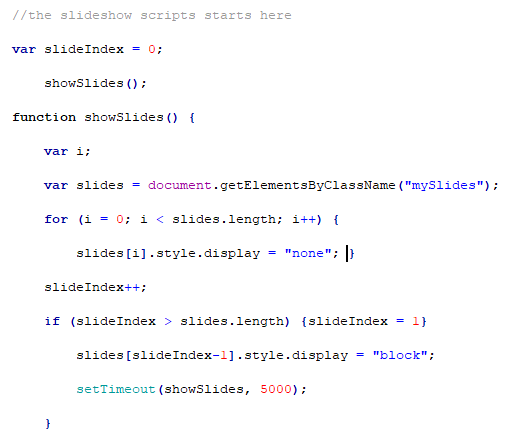 //the slideshow scripts starts here
var slideIndex = 0;
showSlides();
function showSlides() {
var i;
var slides = document.getElementsByClassName("mySlides");
for (i = 0; i < slides.length; i++) {
slides[i].style.display = "none"; }
slideIndex++;
if (slideIndex > slides.length) {slideIndex = 1}
slides[slideIndex-1].style.display = "block";
setTimeout(showSlides, 5000);
}